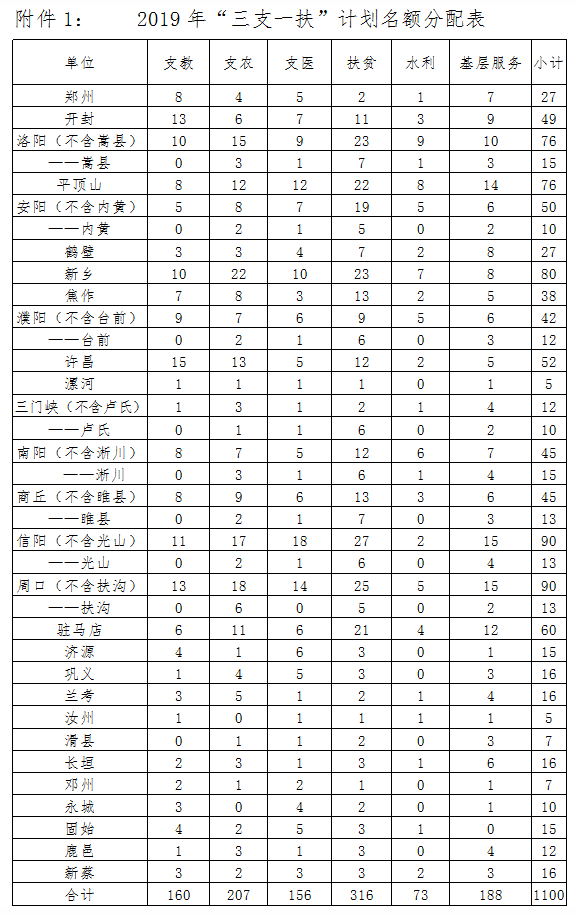 附件1： 2019年“三支一扶”计划名额分配表
单位 支教 支农 支医 扶贫 水利 基层服务 小计
郑州 8 4 5 2 1 7 27
开封 13 6 7 11 3 9 49
洛阳（不含嵩县） 10 15 9 23 9 10 76
——嵩县 0 3 1 7 1 3 15
平顶山 8 12 12 22 8 14 76
安阳（不含内黄） 5 8 7 19 5 6 50
——内黄 0 2 1 5 0 2 10
鹤壁 3 3 4 7 2 8 27
新乡 10 22 10 23 7 8 80
焦作 7 8 3 13 2 5 38
濮阳（不含台前） 9 7 6 9 5 6 42
——台前 0 2 1 6 0 3 12
许昌 15 13 5 12 2 5 52
漯河 1 1 1 1 0 1 5
三门峡（不含卢氏） 1 3 1 2 1 4 12
——卢氏 0 1 1 6 0 2 10
南阳（不含淅川） 8 7 5 12 6 7 45
——淅川 0 3 1 6 1 4 15
商丘（不含睢县） 8 9 6 13 3 6 45
——睢县 0 2 1 7 0 3 13
信阳（不含光山） 11 17 18 27 2 15 90
——光山 0 2 1 6 0 4 13
周口（不含扶沟） 13 18 14 25 5 15 90
——扶沟 0 6 0 5 0 2 13
驻马店 6 11 6 21 4 12 60
济源 4 1 6 3 0 1 15
巩义 1 4 5 3 0 3 16
兰考 3 5 1 2 1 4 16
汝州 1 0 1 1 1 1 5
滑县 0 1 1 2 0 3 7
长垣 2 3 1 3 1 6 16
邓州 2 1 2 1 0 1 7
永城 3 0 4 2 0 1 10
固始 4 2 5 3 1 0 15
鹿邑 1 3 1 3 0 4 12
新蔡 3 2 3 3 2 3 16
合计 160 207 156 316 73 188 1100